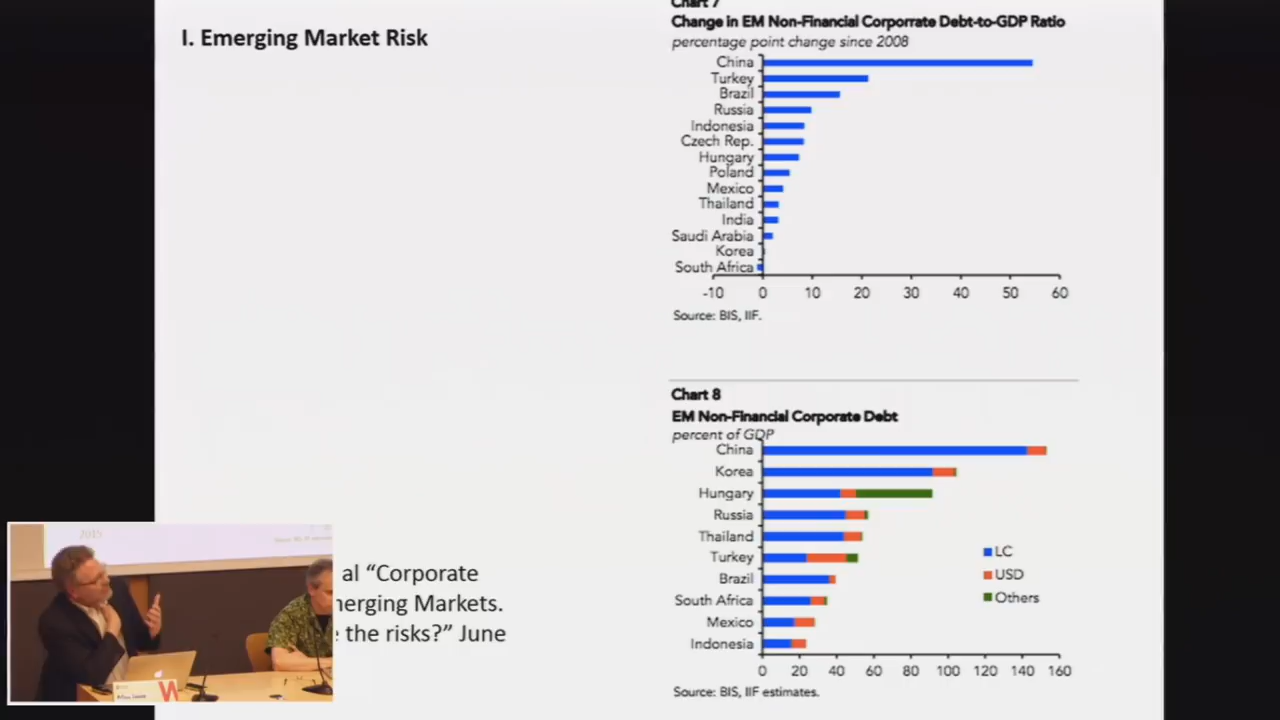 I. Emerging Market Risk
Chart 7
Change in EM Non-Financial Corporrate Debt-to-GDP Ratio
percentage point change since 2008
China
Turkey
Brazil
Russia
Indonesia
Czech Rep.
Hungary
Poland
Mexico
Thailand
India
Saudi Arabia
Korea
South Africa
-10 0 10 20 30 40 50 60
Source: BIS, IIF.
Chart 8
EM Non-Financial Corporate Debt
percent of GDP
China
Korea
Hungary
Russia
Thailand
Turkey
Brazil
South Africa
Mexico
Indonesia
LC
USD
Others
0 20 40 60 80 100 120 140 160
Source: BIS, IIF estimates.
al “Corporate
nerging Markets.
e the risks?” June
2015
W